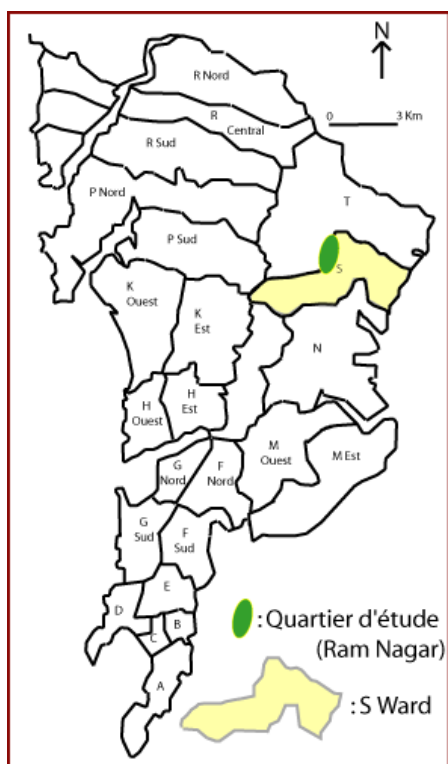 R Nord
N
R
Central
0 3 Km
R Sud
P Nord
T
P Sud
S
K
Ouest
K
Est
N
H
Ouest
H
Est
M
Ouest
M Est
G
Nord
F
Nord
G
Sud
F
Sud
E
D
B
C
A
: Quartier d'étude
(Ram Nagar)
: S Ward